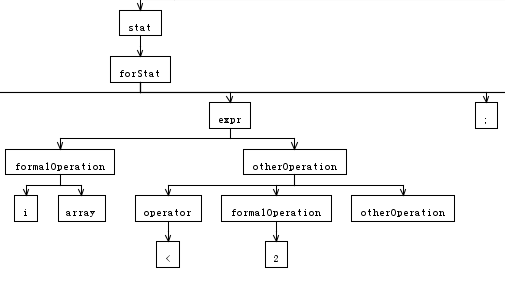 stat
forStat
expr ;
formalOperation otherOperation
i array operator formalOperation otherOperation
< 2